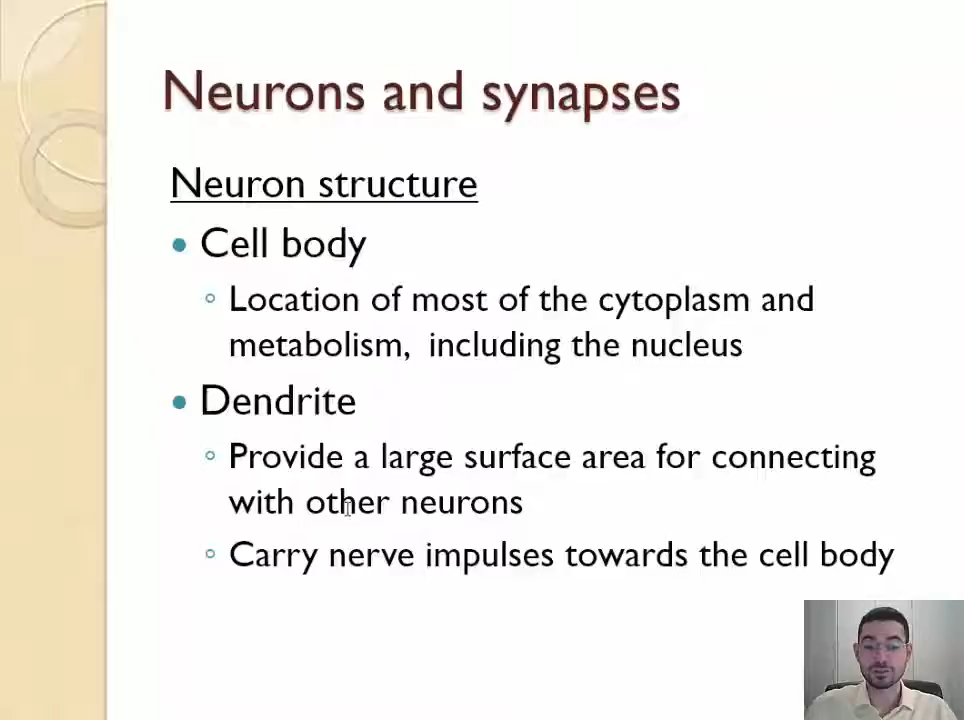 Neurons and synapses
Neuron structure
• Cell body
◦ Location of most of the cytoplasm and
metabolism,  including the nucleus
• Dendrite
◦ Provide a large surface area for connecting
with other neurons
◦ Carry nerve impulses towards the cell body